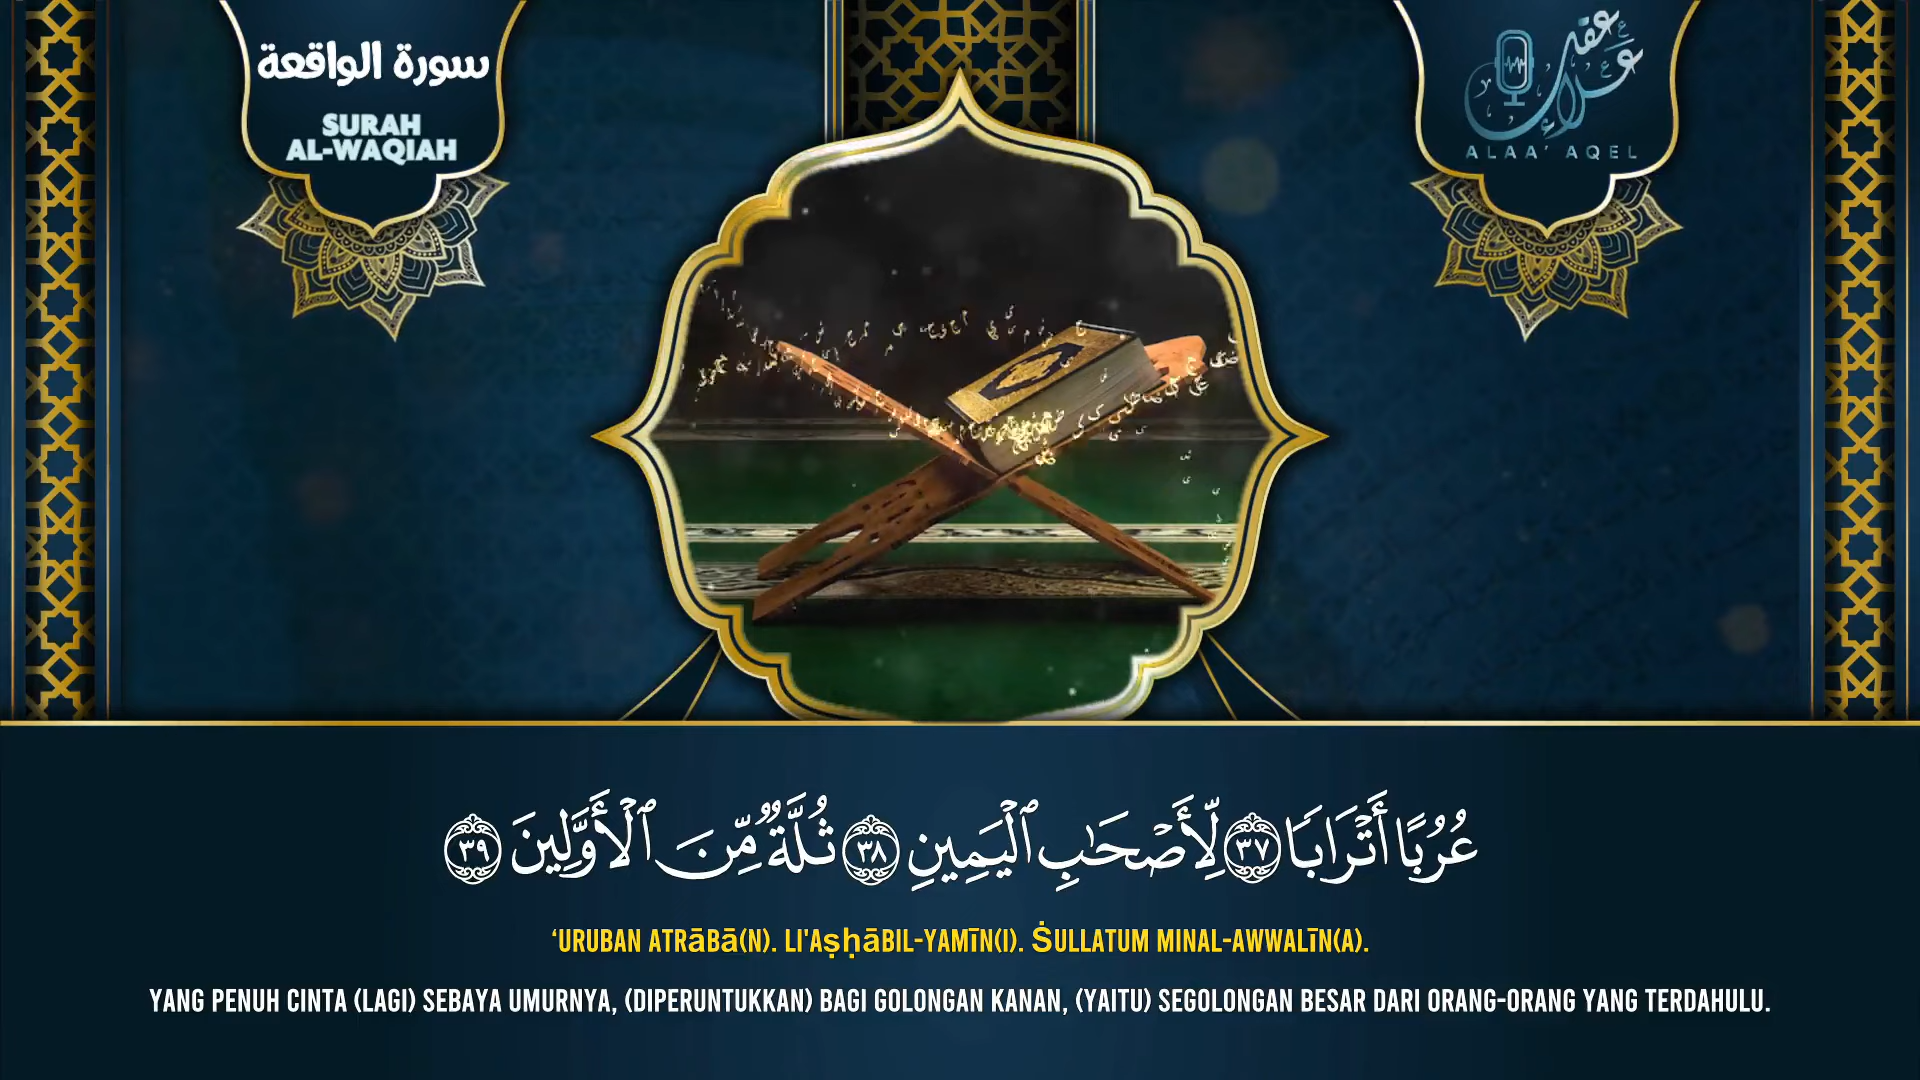 سورة الواقعة
SURAH
AL-WAQIAH
علاء عقل
ALAA' AQEL
عُرُبًا أَتۡرَابٗا ٣٧ لِّأَصۡحَٰبِ ٱلۡيَمِينِ ٣٨ ثُلَّةٞ مِّنَ ٱلۡأَوَّلِينَ ٣٩
‘URUBAN ATRāBā(N). LI'AṣḥāBIL-YAMīN(I). ṠULLATUM MINAL-AWWALīN(A).
YANG PENUH CINTA (LAGI) SEBAYA UMURNYA, (DIPERUNTUKKAN) BAGI GOLONGAN KANAN, (YAITU) SEGOLONGAN BESAR DARI ORANG-ORANG YANG TERDAHULU.